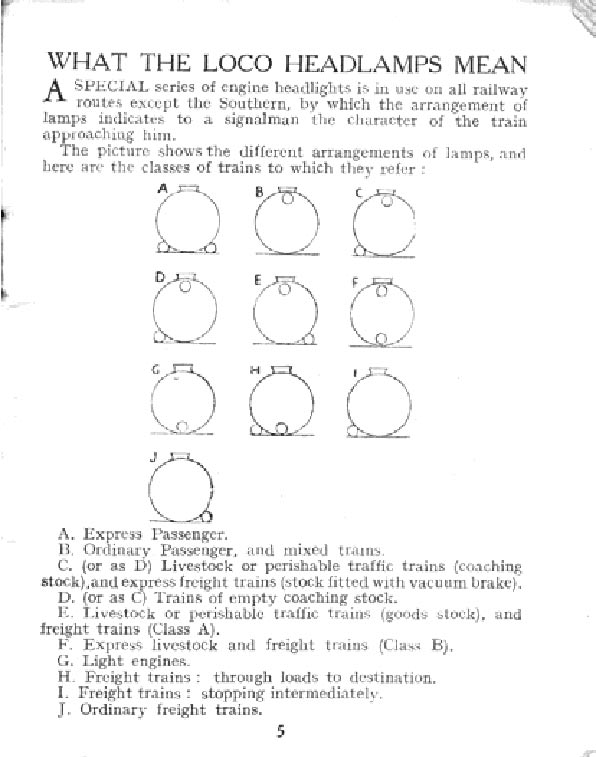 WHAT THE LOCO HEADLAMPS MEAN
A SPECIAL series of engine headlights is in use on all railway
routes except the Southern, by which the arrangement of
lamps indicates to a signalman the character of the train
approaching him.
The picture shows the different arrangements of lamps, and
here are the classes of trains to which they refer :
A B C
D E F
G H I
J
A. Express Passenger.
B. Ordinary Passenger, and mixed trains.
C. (or as D) Livestock or perishable traffic trains (coaching
stock),and express freight trains (stock fitted with vacuum brake).
D. (or as C) Trains of empty coaching stock.
E. Livestock or perishable traffic trains (goods stock), and
freight trains (Class A).
F. Express livestock and freight trains (Class B).
G. Light engines.
H. Freight trains : through loads to destination.
I. Freight trains : stopping intermediately.
J. Ordinary freight trains.
5